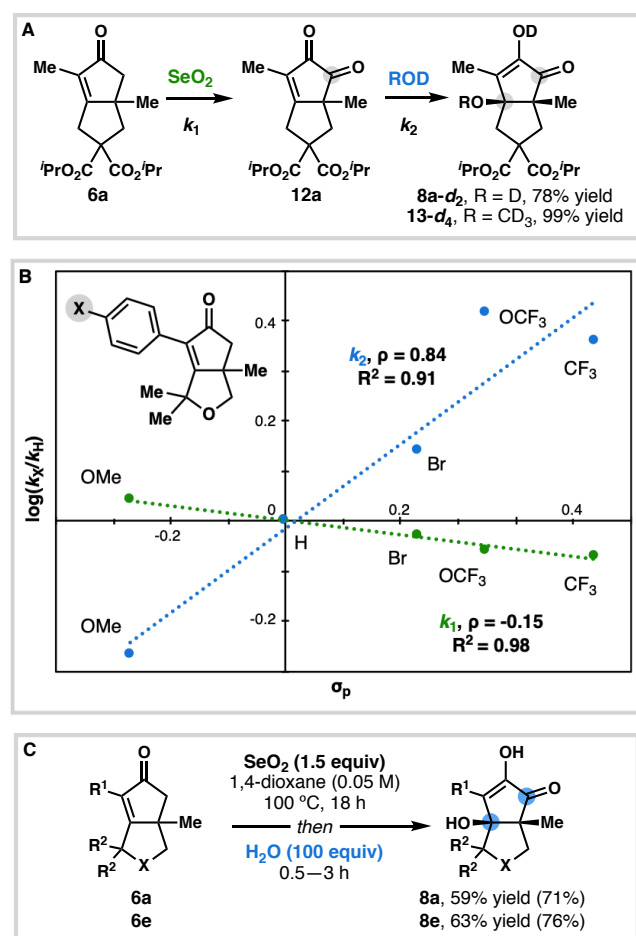 A
O
Me
Me
ⁱPrO₂C CO₂ⁱPr
6a
SeO₂
k₁
O
O
Me
Me
ⁱPrO₂C CO₂ⁱPr
12a
ROD
k₂
OD
Me
O
RO
Me
ⁱPrO₂C CO₂ⁱPr
8a-d₂, R = D, 78% yield
13-d₄, R = CD₃, 99% yield
B
X
O
Me
Me
Me
O
log(kX/kH)
0.4
0.2
0
-0.2
-0.2
0.2
0.4
k₂, ρ = 0.84
R² = 0.91
OCF₃
CF₃
Br
OMe
H
Br
OCF₃
CF₃
OMe
k₁, ρ = -0.15
R² = 0.98
σp
C
O
R¹
Me
R²
R²
X
6a
6e
SeO₂ (1.5 equiv)
1,4-dioxane (0.05 M)
100 ºC, 18 h
then
H₂O (100 equiv)
0.5—3 h
OH
R¹
O
HO
Me
R²
R²
X
8a, 59% yield (71%)
8e, 63% yield (76%)